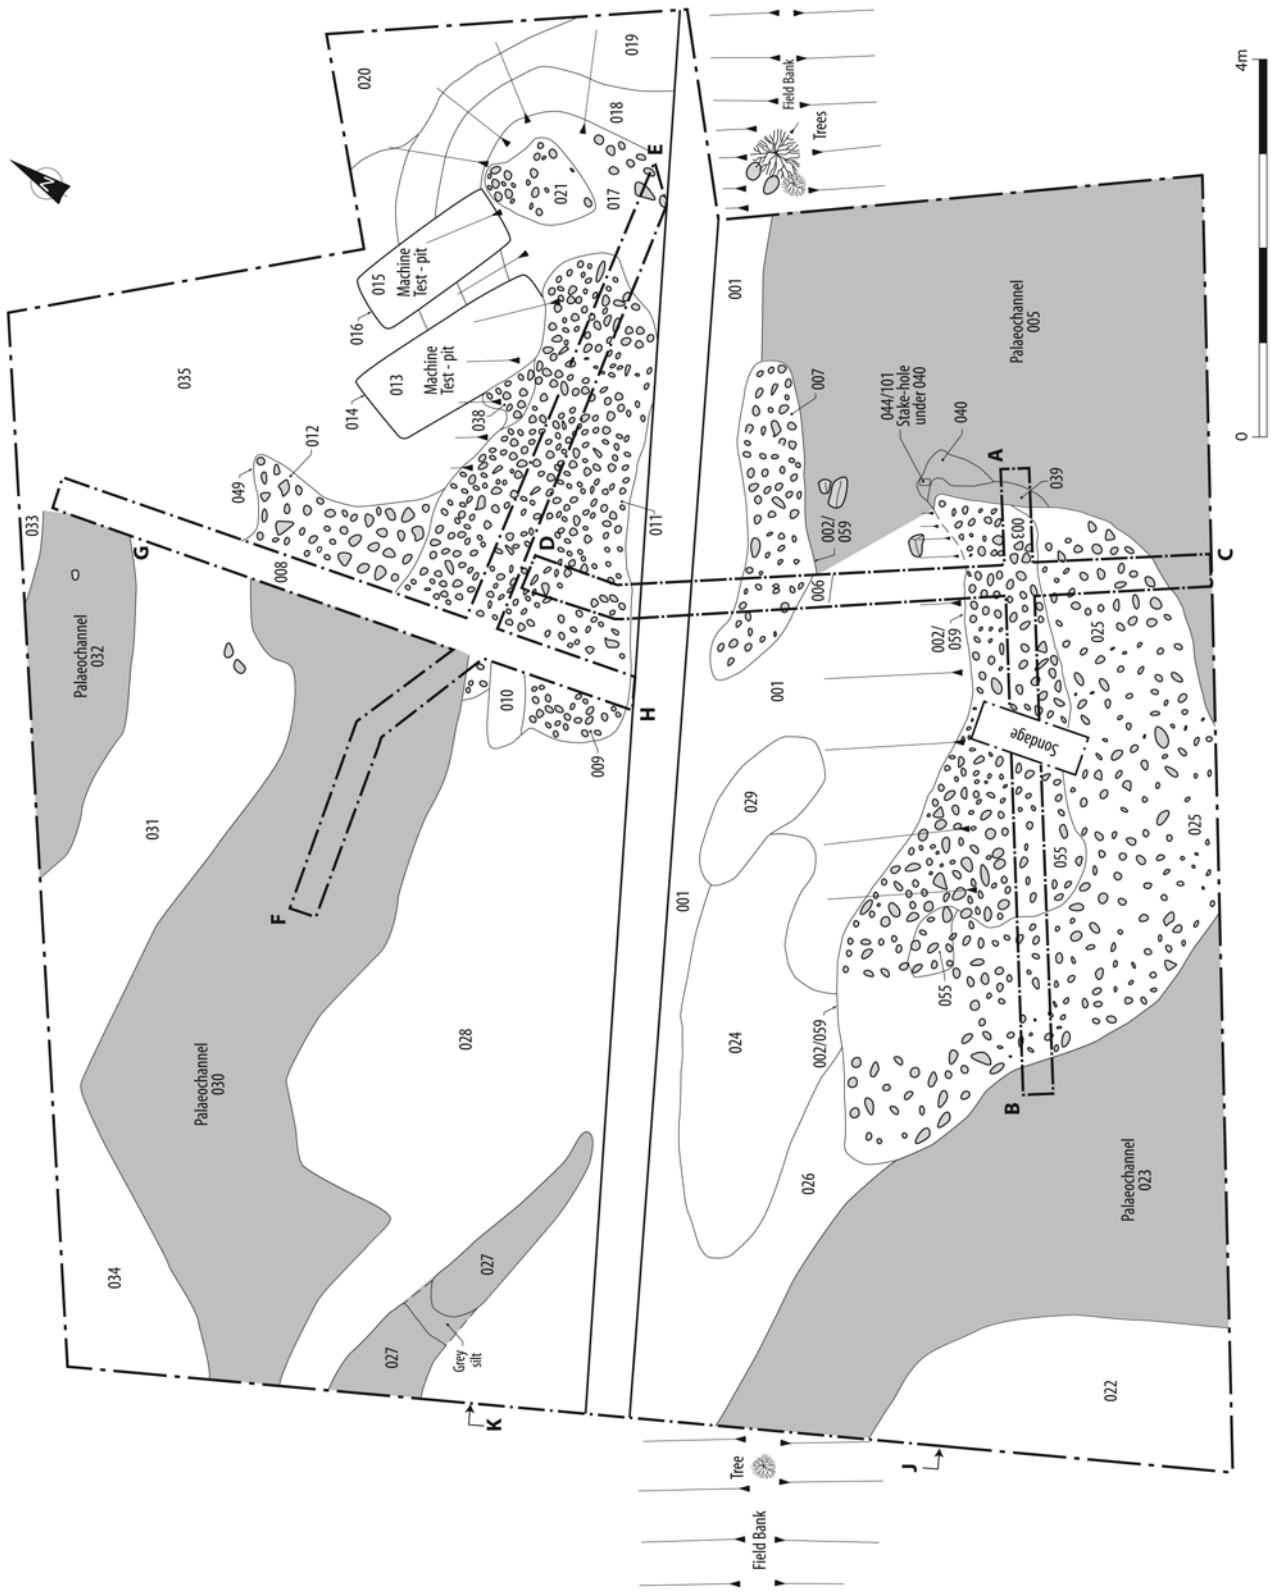 N
020
019
018
Field Bank
Trees
4m
0
E
021
017
015
Machine
Test - pit
016
013
Machine
Test - pit
014
035
038
012
049
033
G
008
011
D
001
Palaeochannel
005
007
044/101
Stake-hole
under 040
040
A
039
002/
059
003
C
006
002/
059
025
Palaeochannel
032
010
009
H
001
Sondage
031
F
029
001
055
025
055
028
024
002/059
Palaeochannel
030
B
026
Palaeochannel
023
034
027
027
Grey
silt
K
022
J
Tree
Field Bank